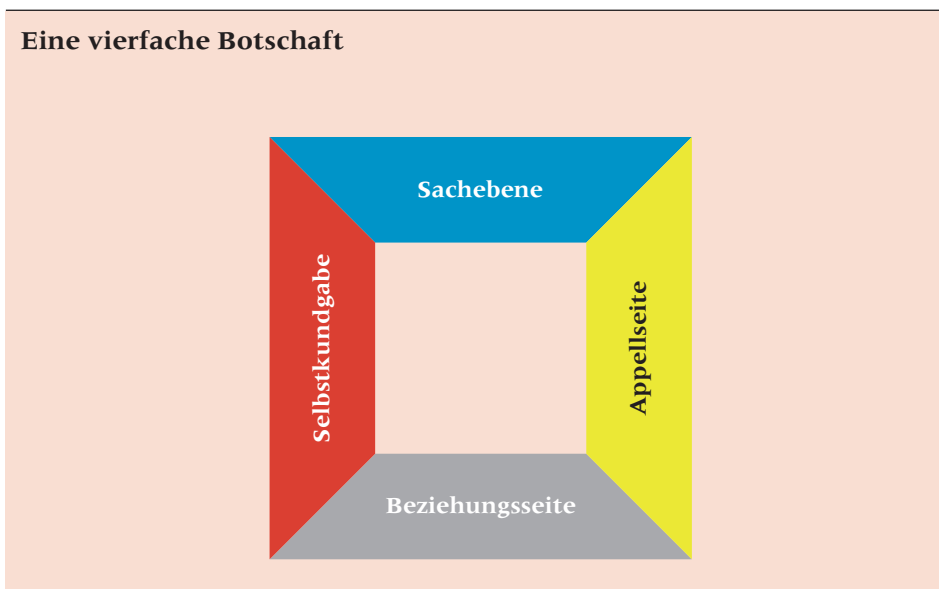 Eine vierfache Botschaft
Sachebene
Selbstkundgabe
Appellseite
Beziehungsseite